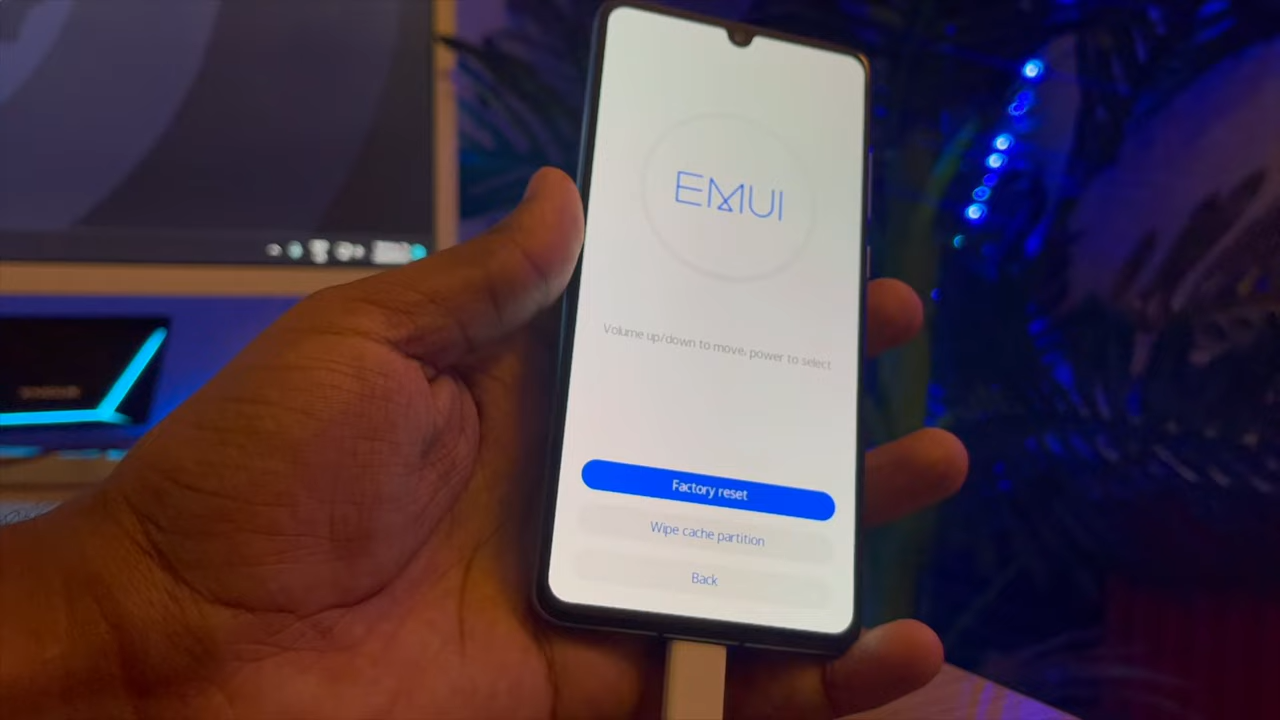 EMUI
Volume up/down to move, power to select
Factory reset
Wipe cache partition
Back